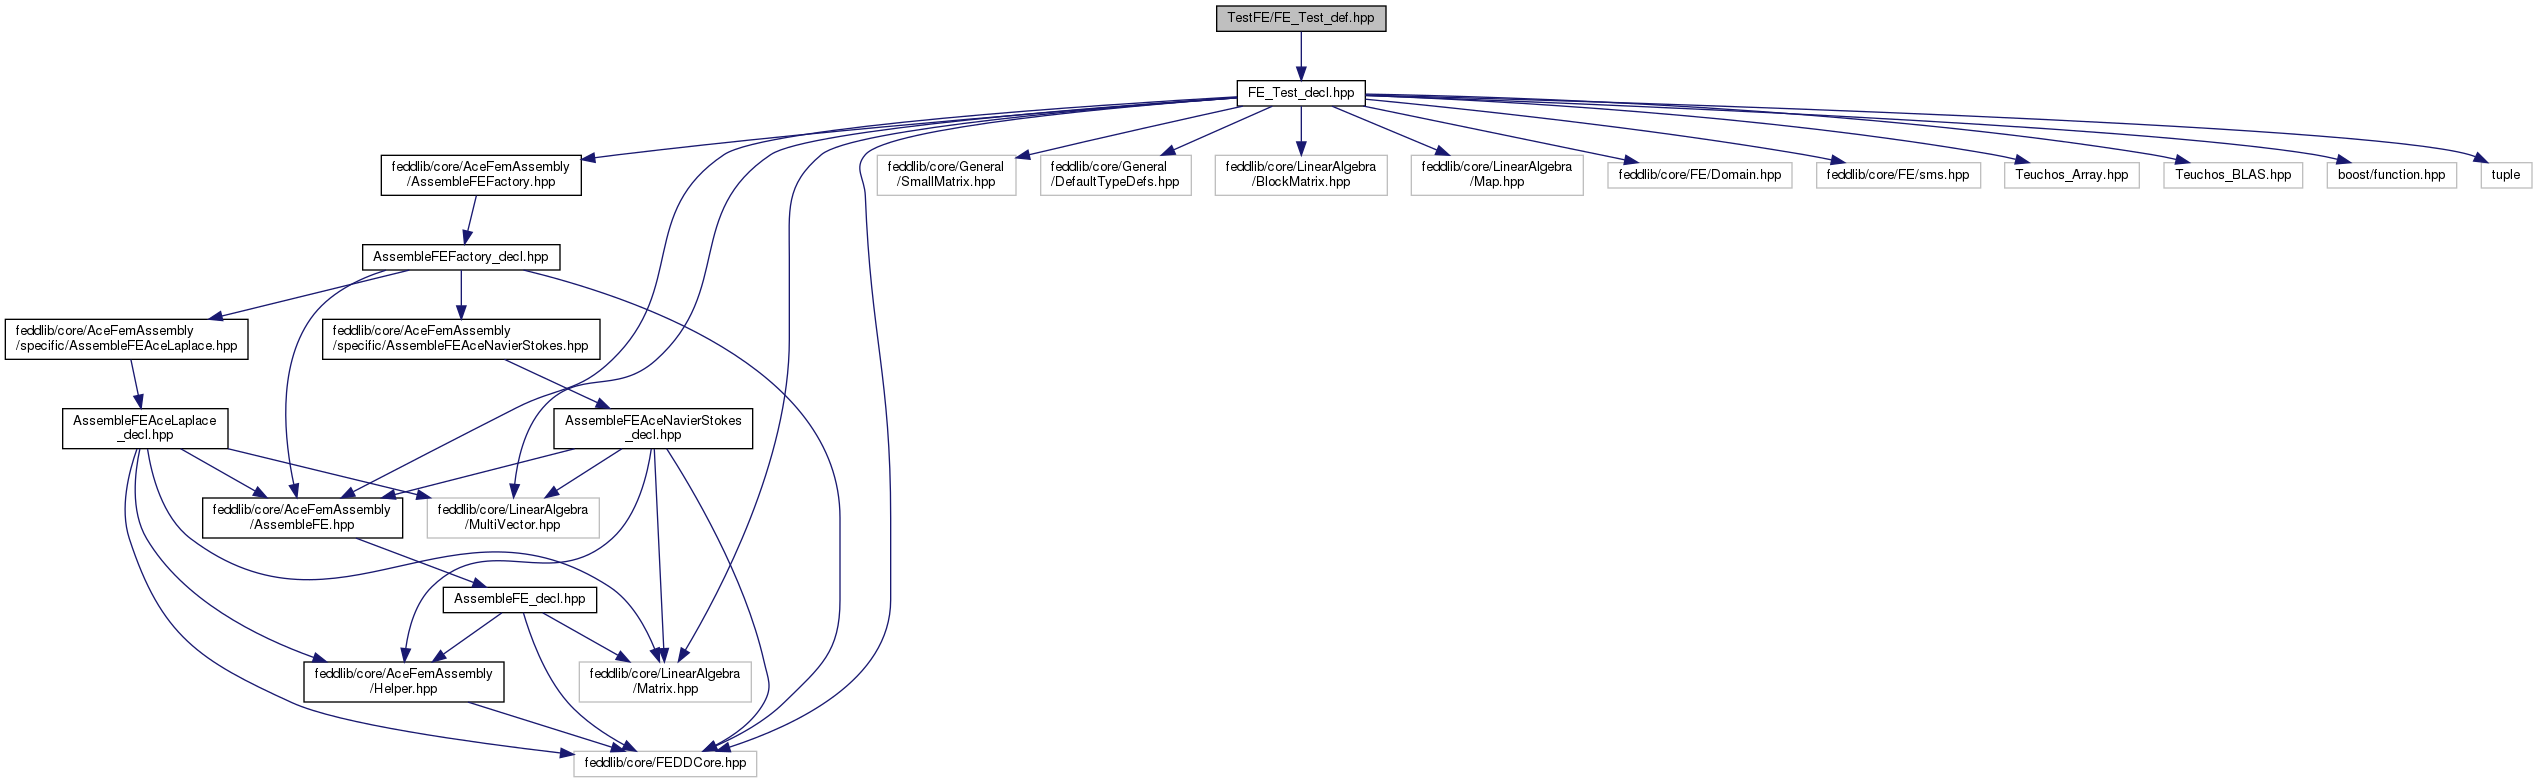 TestFE/FE_Test_def.hpp
FE_Test_decl.hpp
feddlib/core/AceFemAssembly
/AssembleFEFactory.hpp
feddlib/core/General
/SmallMatrix.hpp
feddlib/core/General
/DefaultTypeDefs.hpp
feddlib/core/LinearAlgebra
/BlockMatrix.hpp
feddlib/core/LinearAlgebra
/Map.hpp
feddlib/core/FE/Domain.hpp
feddlib/core/FE/sms.hpp
Teuchos_Array.hpp
Teuchos_BLAS.hpp
boost/function.hpp
tuple
AssembleFEFactory_decl.hpp
feddlib/core/AceFemAssembly
/specific/AssembleFEAceLaplace.hpp
feddlib/core/AceFemAssembly
/specific/AssembleFEAceNavierStokes.hpp
AssembleFEAceLaplace
_decl.hpp
AssembleFEAceNavierStokes
_decl.hpp
feddlib/core/AceFemAssembly
/AssembleFE.hpp
feddlib/core/LinearAlgebra
/MultiVector.hpp
AssembleFE_decl.hpp
feddlib/core/AceFemAssembly
/Helper.hpp
feddlib/core/LinearAlgebra
/Matrix.hpp
feddlib/core/FEDDCore.hpp